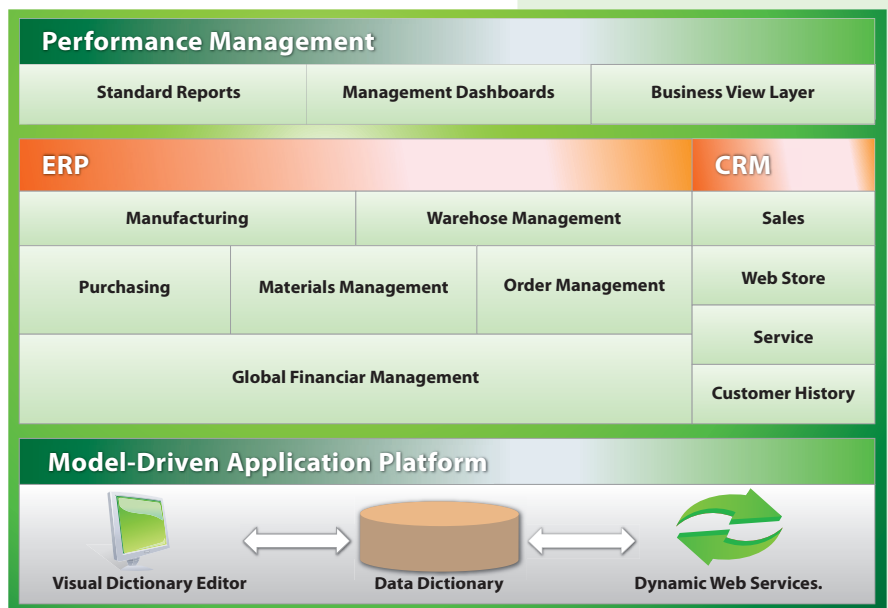 Performance Management
Standard Reports
Management Dashboards
Business View Layer
ERP
CRM
Manufacturing
Warehose Management
Sales
Purchasing
Materials Management
Order Management
Web Store
Service
Global Financiar Management
Customer History
Model-Driven Application Platform
Visual Dictionary Editor
Data Dictionary
Dynamic Web Services.